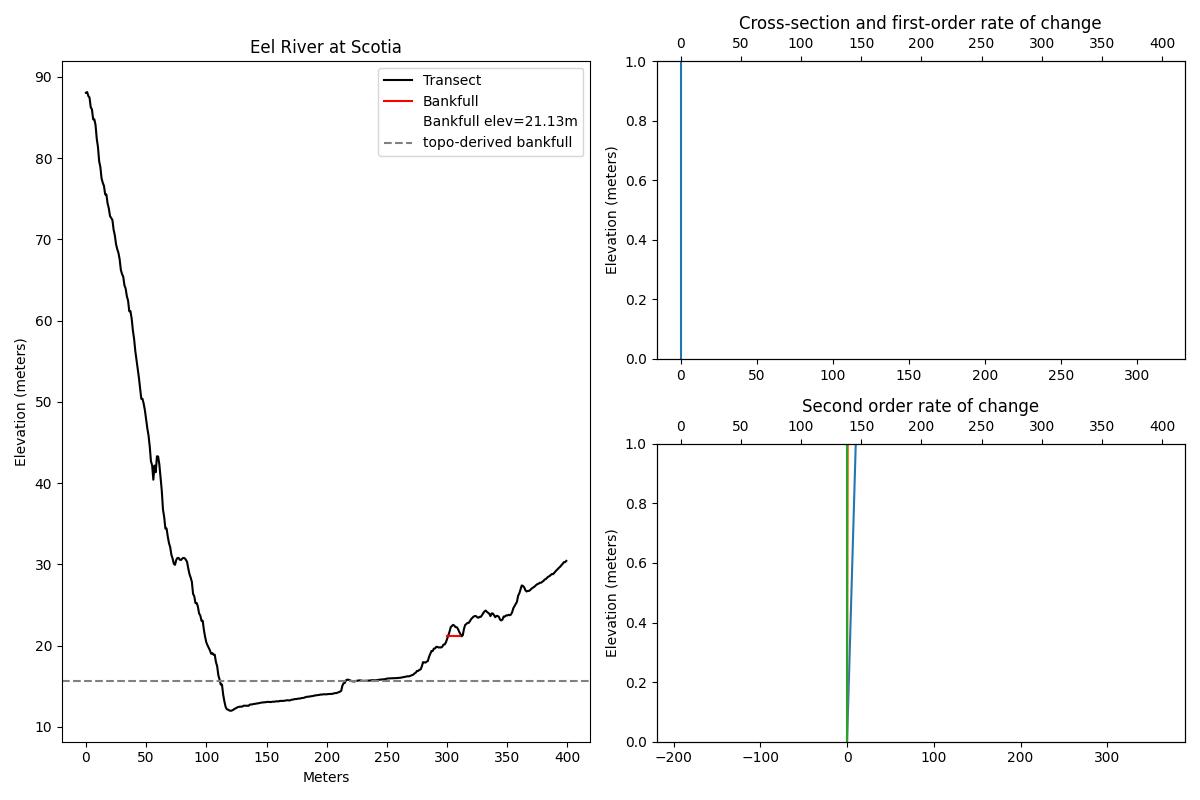 Eel River at Scotia
90
80
70
60
50
40
30
20
10
Elevation (meters)
0 50 100 150 200 250 300 350 400
Meters
Transect
Bankfull
Bankfull elev=21.13m
topo-derived bankfull
Cross-section and first-order rate of change
0 50 100 150 200 250 300 350 400
1.0
0.8
0.6
0.4
0.2
0.0
Elevation (meters)
0 50 100 150 200 250 300
Second order rate of change
0 50 100 150 200 250 300 350 400
1.0
0.8
0.6
0.4
0.2
0.0
Elevation (meters)
−200 −100 0 100 200 300